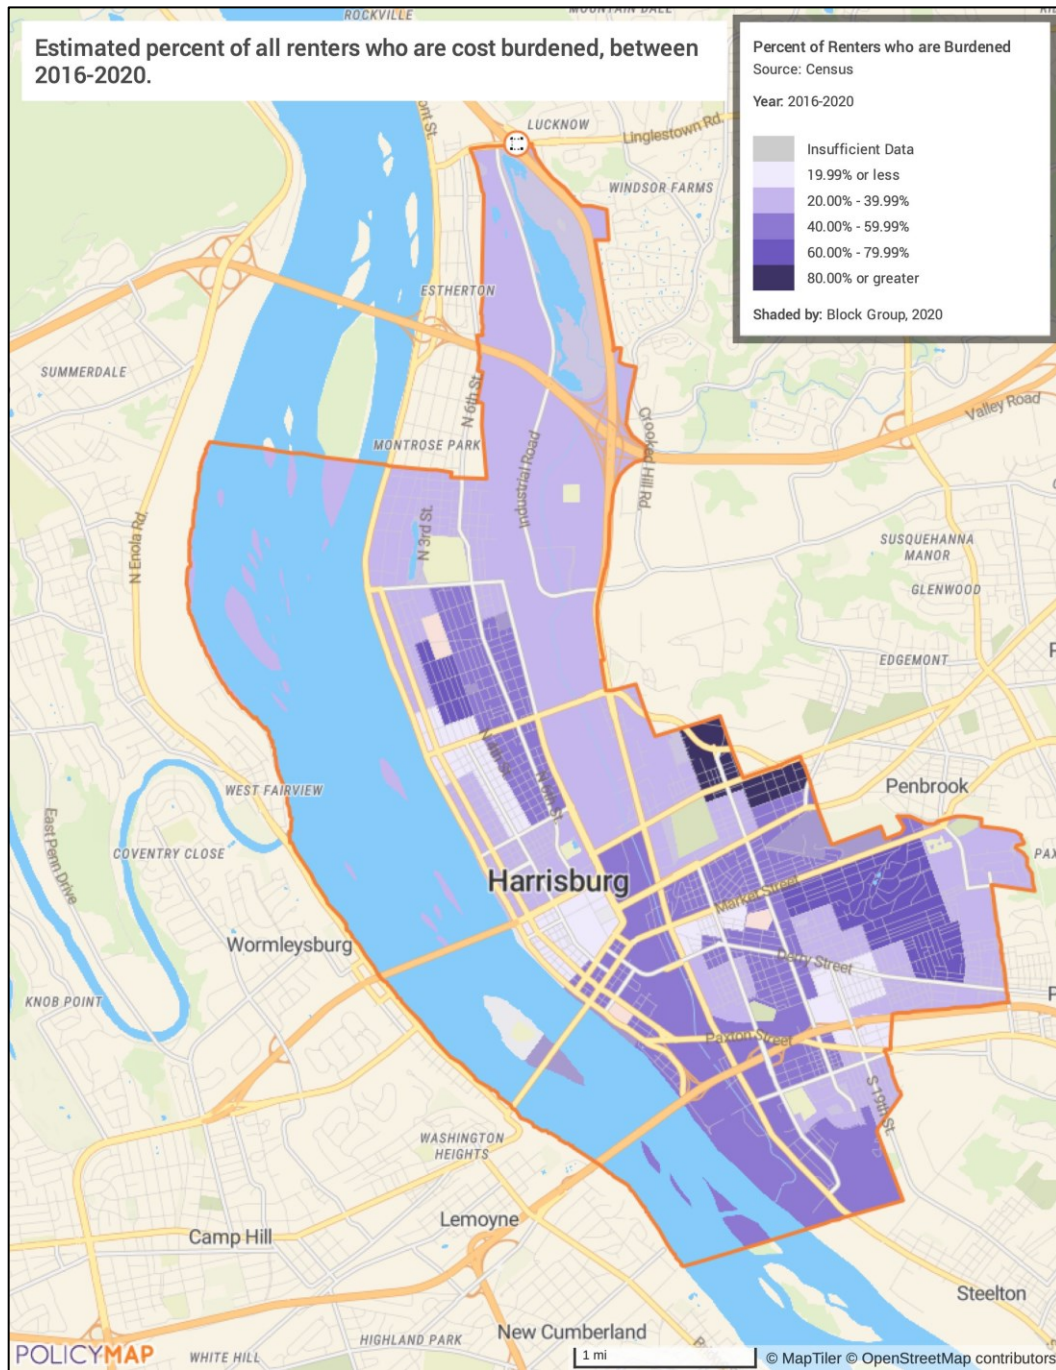 ROCKVILLE
Estimated percent of all renters who are cost burdened, between
2016-2020.
Percent of Renters who are Burdened
Source: Census
Year: 2016-2020
Insufficient Data
19.99% or less
20.00% - 39.99%
40.00% - 59.99%
60.00% - 79.99%
80.00% or greater
Shaded by: Block Group, 2020
LUCKNOW
Linglestown Rd.
WINDSOR FARMS
ESTHERTON
SUMMERDALE
N 6th St.
Valley Road
MONTROSE PARK
Crooked Hill Rd
Industrial Road
N 3rd St.
N Enola Rd.
SUSQUEHANNA
MANOR
GLENWOOD
EDGEMONT
N 4th St.
N 6th St
WEST FAIRVIEW
Penbrook
East Penn Drive
COVENTRY CLOSE
Harrisburg
Market Street
Wormleysburg
Derry Street
KNOB POINT
Paxton Street
S 19th St.
WASHINGTON
HEIGHTS
Lemoyne
Camp Hill
Steelton
New Cumberland
HIGHLAND PARK
WHITE HILL
POLICYMAP
1 mi
© MapTiler © OpenStreetMap contributors